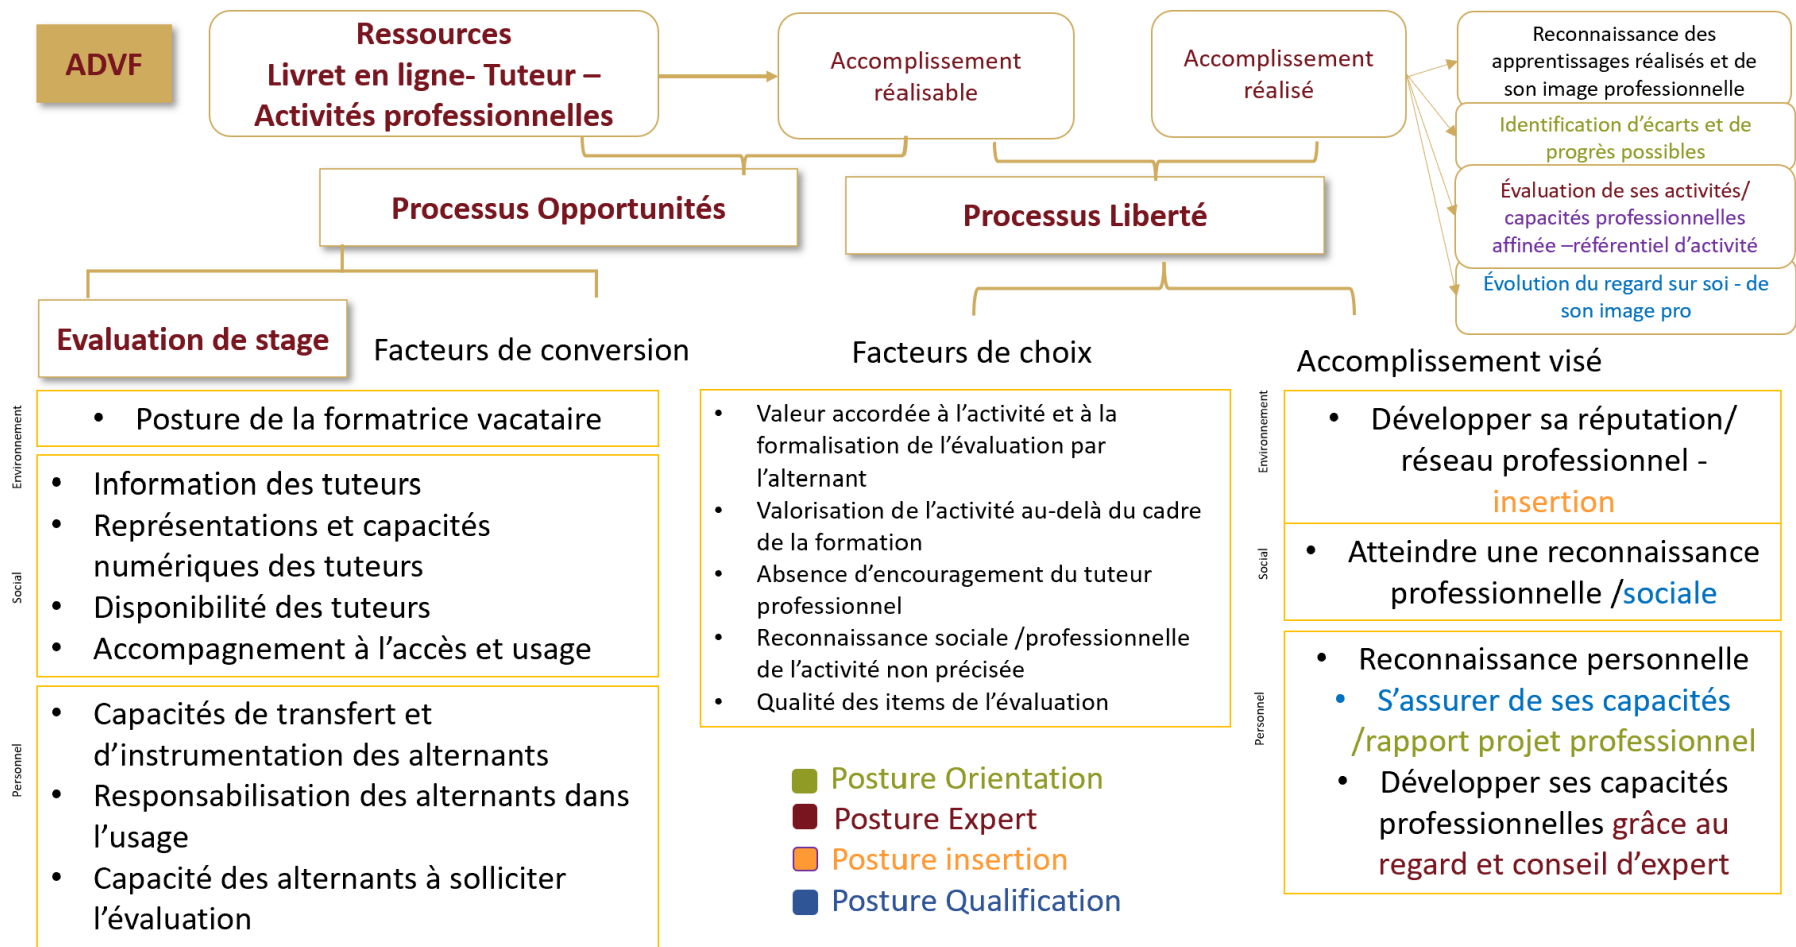 ADVF
Ressources
Livret en ligne- Tuteur –
Activités professionnelles
Accomplissement
réalisable
Accomplissement
réalisé
Reconnaissance des
apprentissages réalisés et de
son image professionnelle
Identification d’écarts et de
progrès possibles
Évaluation de ses activités/
capacités professionnelles
affinée –référentiel d’activité
Évolution du regard sur soi - de
son image pro
Processus Opportunités
Processus Liberté
Evaluation de stage
Facteurs de conversion
Facteurs de choix
Accomplissement visé
Environnement
• Posture de la formatrice vacataire
Social
• Information des tuteurs
• Représentations et capacités
numériques des tuteurs
• Disponibilité des tuteurs
• Accompagnement à l’accès et usage
Personnel
• Capacités de transfert et
d’instrumentation des alternants
• Responsabilisation des alternants dans
l’usage
• Capacité des alternants à solliciter
l’évaluation
• Valeur accordée à l’activité et à la
formalisation de l’évaluation par
l’alternant
• Valorisation de l’activité au-delà du cadre
de la formation
• Absence d’encouragement du tuteur
professionnel
• Reconnaissance sociale /professionnelle
de l’activité non précisée
• Qualité des items de l’évaluation
Posture Orientation
Posture Expert
Posture insertion
Posture Qualification
Environnement
• Développer sa réputation/
réseau professionnel -
insertion
Social
• Atteindre une reconnaissance
professionnelle /sociale
Personnel
• Reconnaissance personnelle
• S’assurer de ses capacités
/rapport projet professionnel
• Développer ses capacités
professionnelles grâce au
regard et conseil d’expert